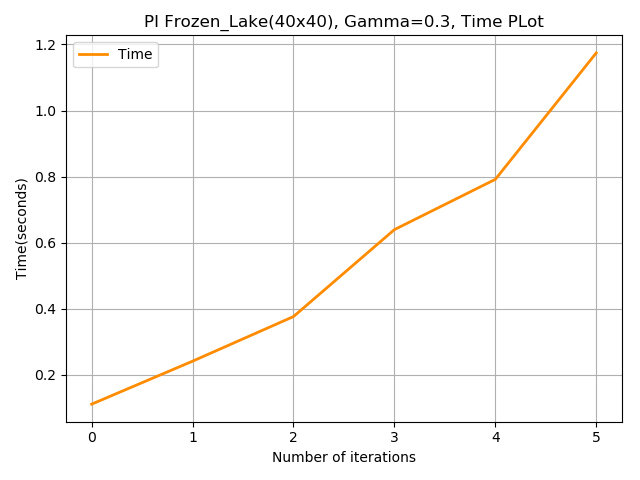 PI Frozen_Lake(40x40), Gamma=0.3, Time PLot
Time
1.2
1.0
0.8
0.6
0.4
0.2
Time(seconds)
0 1 2 3 4 5
Number of iterations